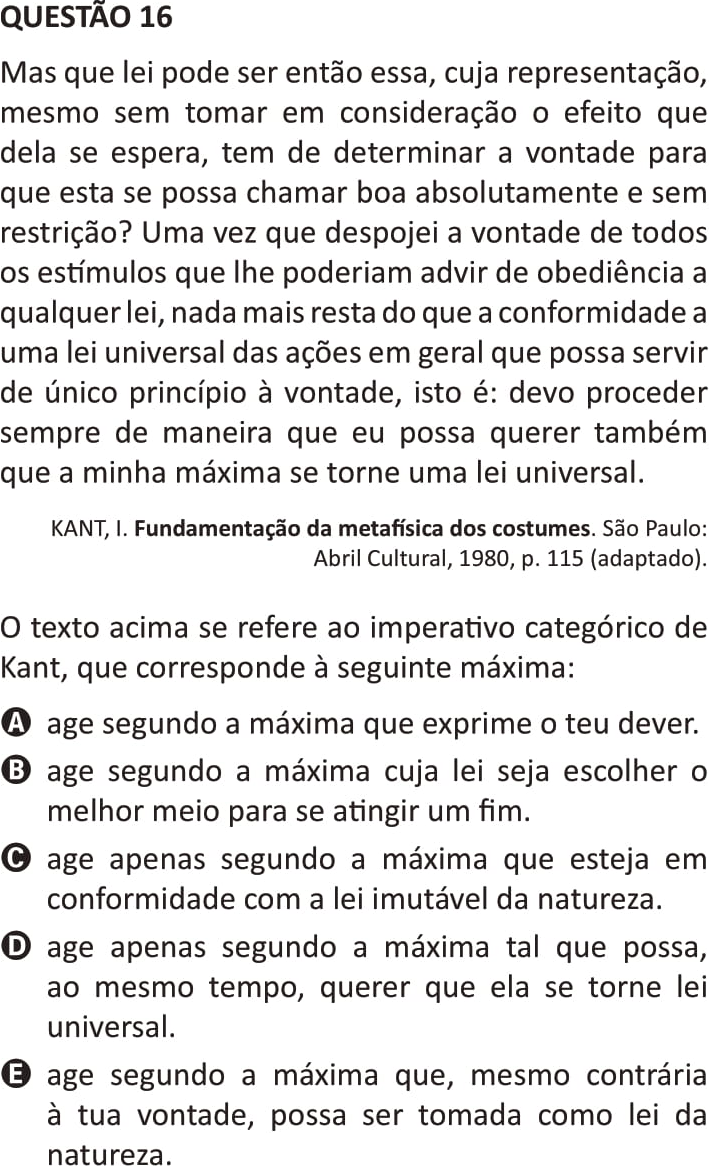 QUESTÃO 16
Mas que lei pode ser então essa, cuja representação,
mesmo sem tomar em consideração o efeito que
dela se espera, tem de determinar a vontade para
que esta se possa chamar boa absolutamente e sem
restrição? Uma vez que despojei a vontade de todos
os estímulos que lhe poderiam advir de obediência a
qualquer lei, nada mais resta do que a conformidade a
uma lei universal das ações em geral que possa servir
de único princípio à vontade, isto é: devo proceder
sempre de maneira que eu possa querer também
que a minha máxima se torne uma lei universal.
KANT, I. Fundamentação da metafísica dos costumes. São Paulo:
Abril Cultural, 1980, p. 115 (adaptado).
O texto acima se refere ao imperativo categórico de
Kant, que corresponde à seguinte máxima:
A age segundo a máxima que exprime o teu dever.
B age segundo a máxima cuja lei seja escolher o
melhor meio para se atingir um fim.
C age apenas segundo a máxima que esteja em
conformidade com a lei imutável da natureza.
D age apenas segundo a máxima tal que possa,
ao mesmo tempo, querer que ela se torne lei
universal.
E age segundo a máxima que, mesmo contrária
à tua vontade, possa ser tomada como lei da
natureza.